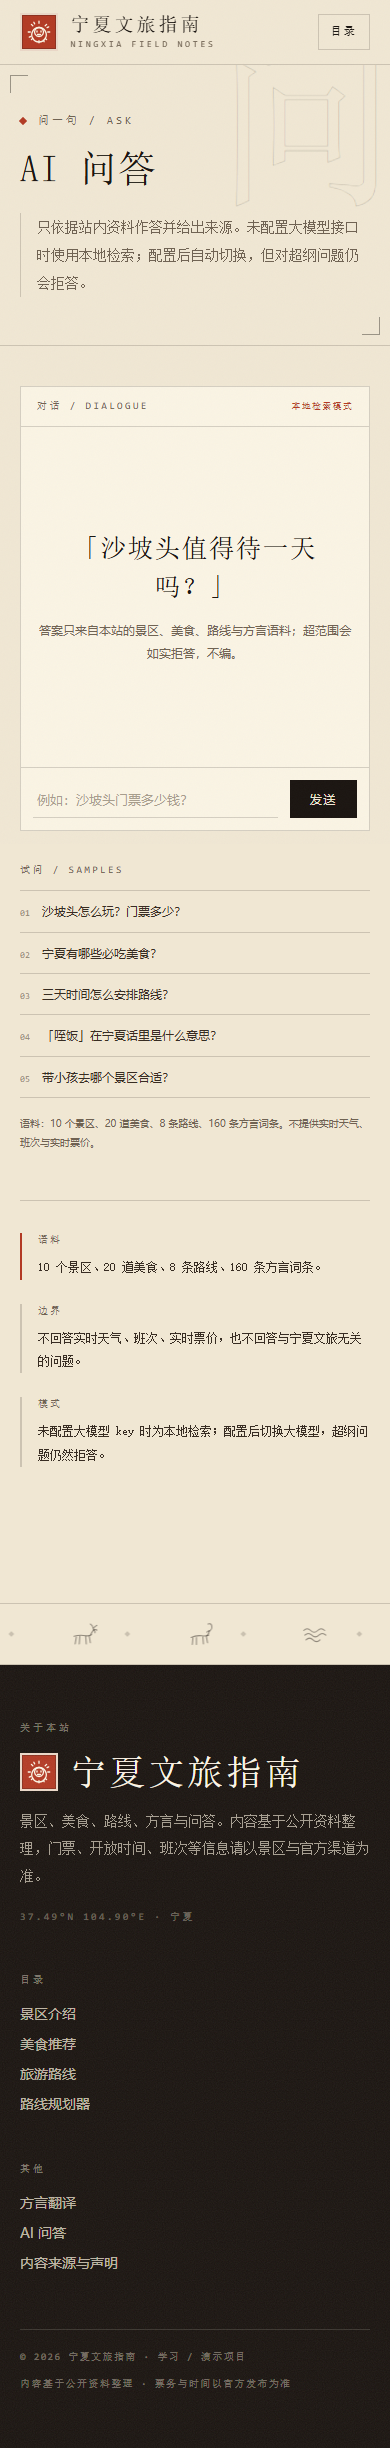 宁夏文旅指南
NINGXIA FIELD NOTES
目录
问
问一句 / ASK
AI 问答
只依据站内资料作答并给出来源。未配置大模型接口
时使用本地检索；配置后自动切换，但对超纲问题仍
会拒答。
对话 / DIALOGUE
本地检索模式
「沙坡头值得待一天
吗？」
答案只来自本站的景区、美食、路线与方言语料；超范围会
如实拒答，不编。
例如：沙坡头门票多少钱？
发送
试问 / SAMPLES
01 沙坡头怎么玩？门票多少？
02 宁夏有哪些必吃美食？
03 三天时间怎么安排路线？
04 「咥饭」在宁夏话里是什么意思？
05 带小孩去哪个景区合适？
语料：10 个景区、20 道美食、8 条路线、160 条方言词条。不提供实时天气、
班次与实时票价。
语料
10 个景区、20 道美食、8 条路线、160 条方言词条。
边界
不回答实时天气、班次、实时票价，也不回答与宁夏文旅无关
的问题。
模式
未配置大模型 key 时为本地检索；配置后切换大模型，超纲问
题仍然拒答。
关于本站
宁夏文旅指南
景区、美食、路线、方言与问答。内容基于公开资料整
理，门票、开放时间、班次等信息请以景区与官方渠道为
准。
37.49°N 104.90°E · 宁夏
目录
景区介绍
美食推荐
旅游路线
路线规划器
其他
方言翻译
AI 问答
内容来源与声明
© 2026 宁夏文旅指南 · 学习 / 演示项目
内容基于公开资料整理 · 票务与时间以官方发布为准